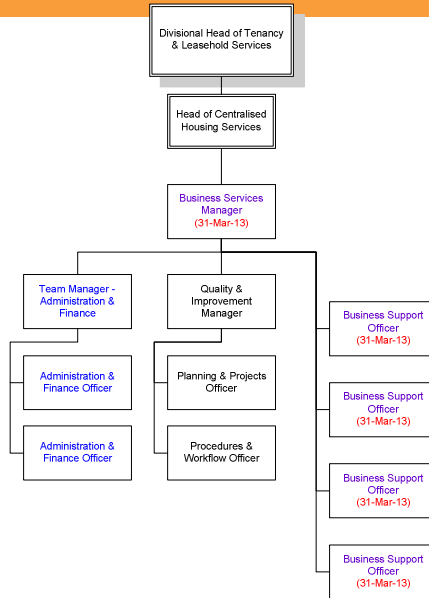 Divisional Head of Tenancy
& Leasehold Services
Head of Centralised
Housing Services
Business Services
Manager
(31-Mar-13)
Team Manager -
Administration &
Finance
Quality &
Improvement
Manager
Business Support
Officer
(31-Mar-13)
Administration &
Finance Officer
Planning & Projects
Officer
Business Support
Officer
(31-Mar-13)
Administration &
Finance Officer
Procedures &
Workflow Officer
Business Support
Officer
(31-Mar-13)
Business Support
Officer
(31-Mar-13)